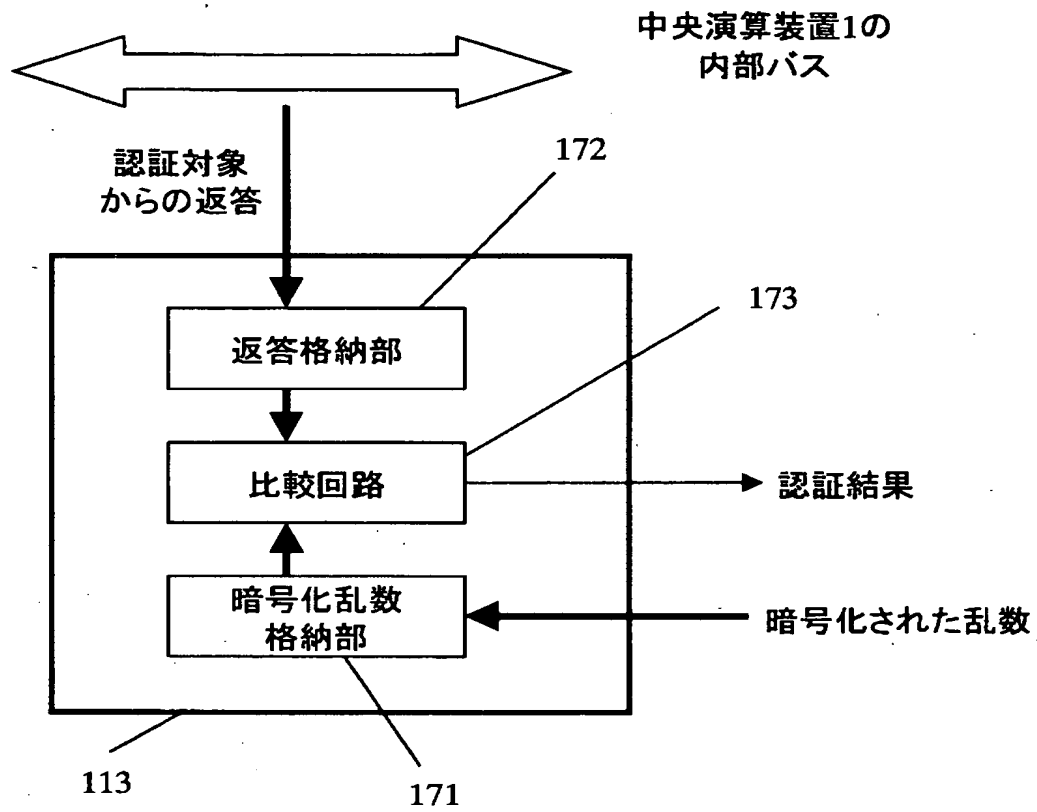 中央演算装置1の
内部バス
認証対象
からの返答
172
173
返答格納部
比較回路
認証結果
暗号化乱数
格納部
暗号化された乱数
113
171